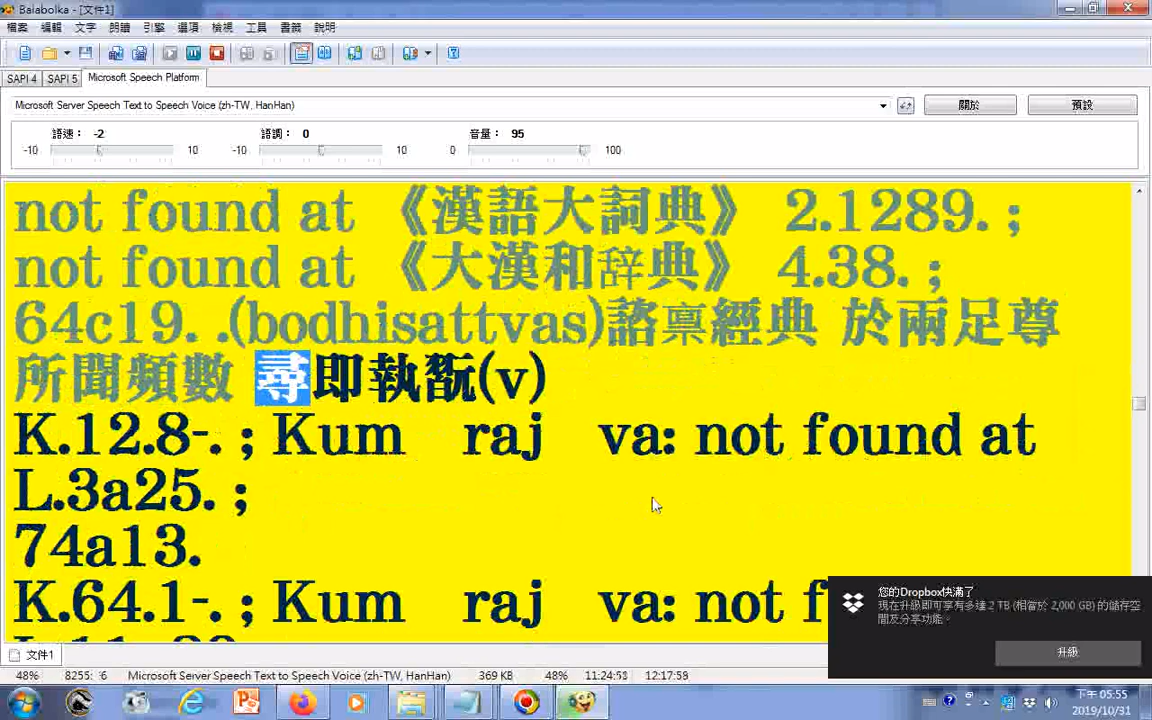 Balabolka - [文件1]
檔案 編輯 文字 朗讀 引擎 選項 檢視 工具 書籤 說明
SAPI 4 SAPI 5 Microsoft Speech Platform
Microsoft Server Speech Text to Speech Voice (zh-TW, HanHan) 關於 預設
語速： -2 語調： 0 音量： 95
-10 10 -10 10 0 100
not found at 《漢語大詞典》 2.1289. ;
not found at 《大漢和辞典》 4.38. ;
64c19. .(bodhisattvas)諮稟經典 於兩足尊
所聞頻數 尋即執翫(v)
K.12.8-. ; Kum raj va: not found at
L.3a25. ;
74a13.
K.64.1-. ; Kum raj va: not f
您的Dropbox快滿了
現在升級即可享有多達 2 TB (相當於 2,000 GB) 的儲存空
間及分享功能。
升級
文件1
48% Microsoft Server Speech Text to Speech Voice (zh-TW, HanHan) 369 KB 48% 11:24:53 12:17:59
下午 05:55
2019/10/31